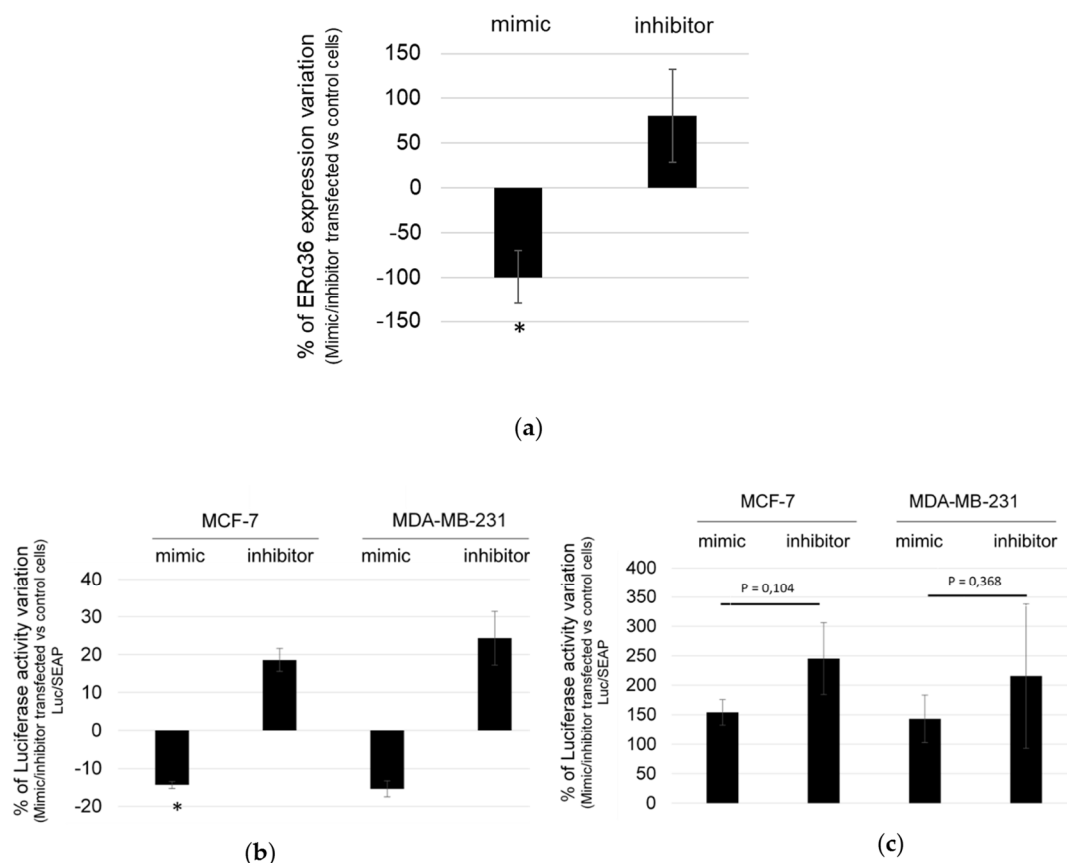 mimic inhibitor
% of ERα36 expression variation
(Mimic/inhibitor transfected vs control cells)
150
100
50
0
-50
-100
-150
*
(a)
MCF-7 MDA-MB-231
mimic inhibitor mimic inhibitor
% of Luciferase activity variation
(Mimic/inhibitor transfected vs control cells)
Luc/SEAP
40
30
20
10
0
-10
-20
*
(b)
MCF-7 MDA-MB-231
mimic inhibitor mimic inhibitor
% of Luciferase activity variation
(Mimic/inhibitor transfected vs control cells)
Luc/SEAP
400
350
300
250
200
150
100
50
0
P = 0,104
P = 0,368
(c)